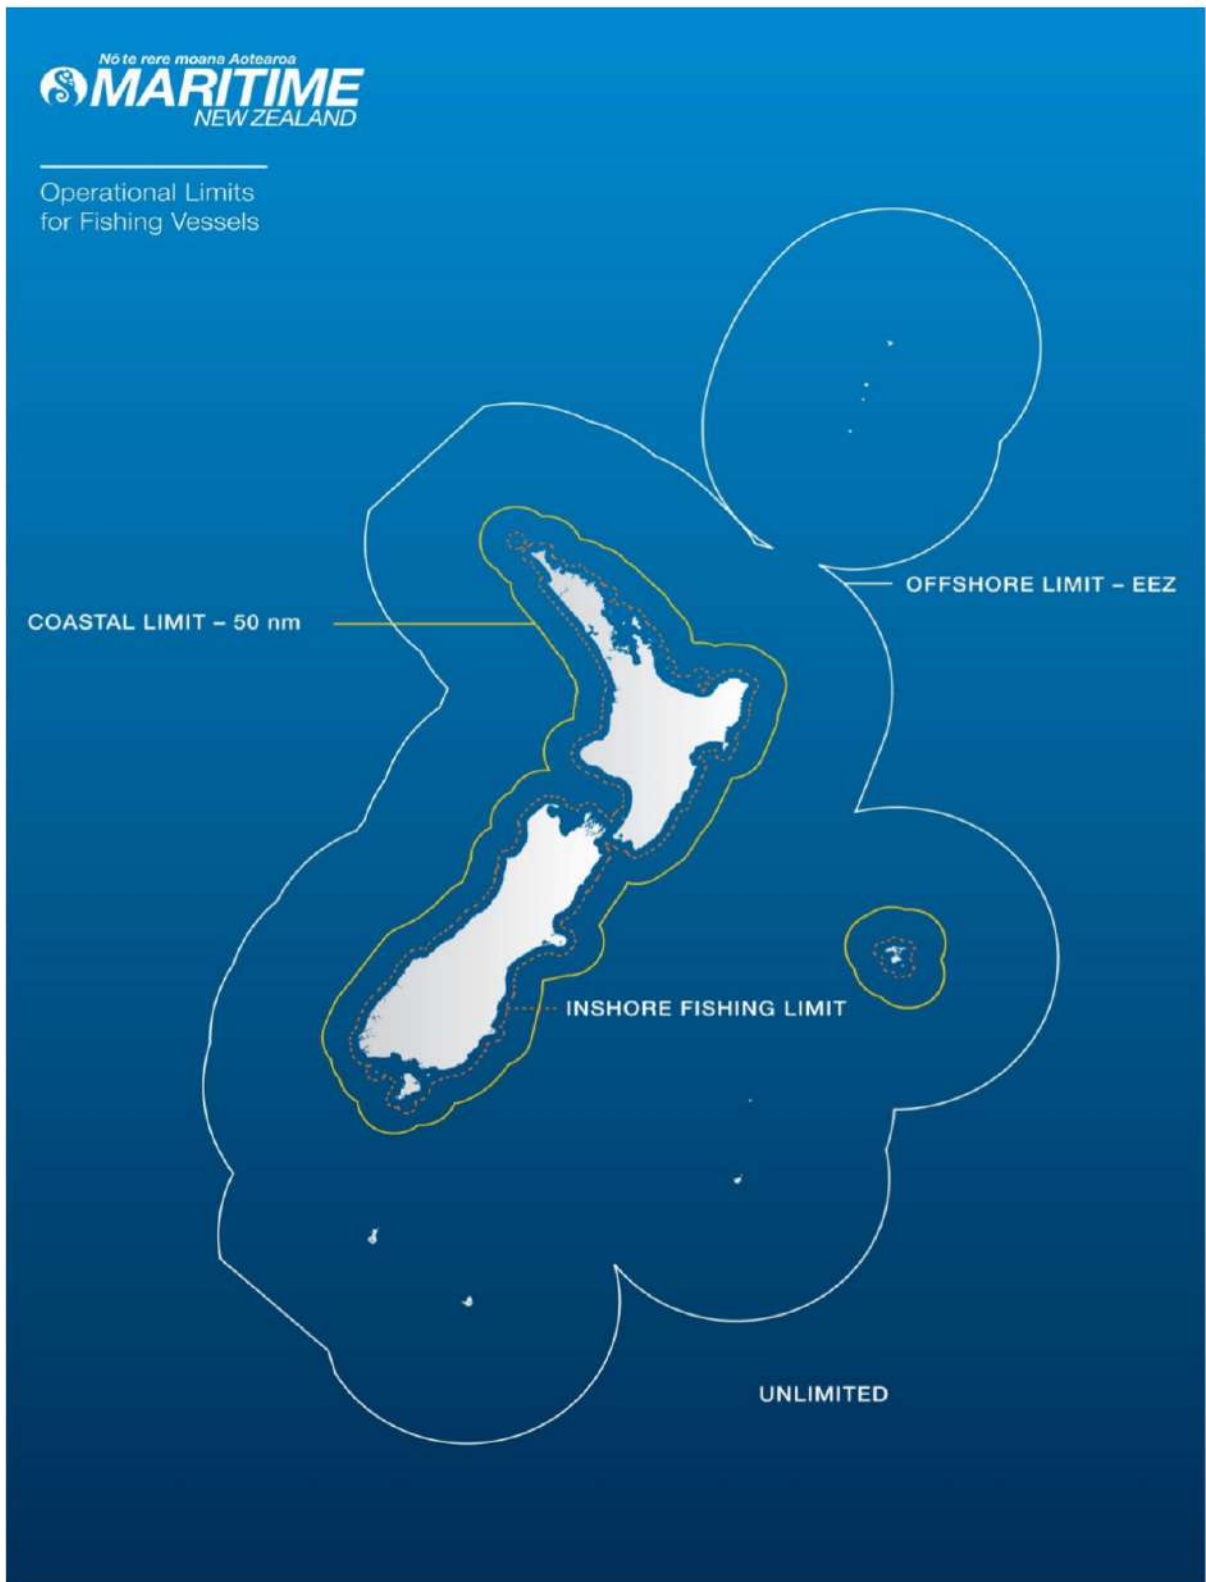 Nō te rere moana Aotearoa
MARITIME
NEW ZEALAND
Operational Limits
for Fishing Vessels
OFFSHORE LIMIT – EEZ
COASTAL LIMIT – 50 nm
INSHORE FISHING LIMIT
UNLIMITED